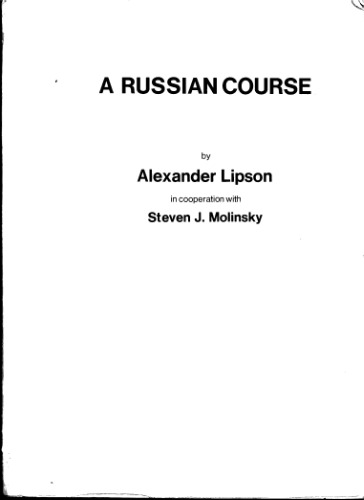 A RUSSIAN COURSE
by
Alexander Lipson
in cooperation with
Steven J. Molinsky